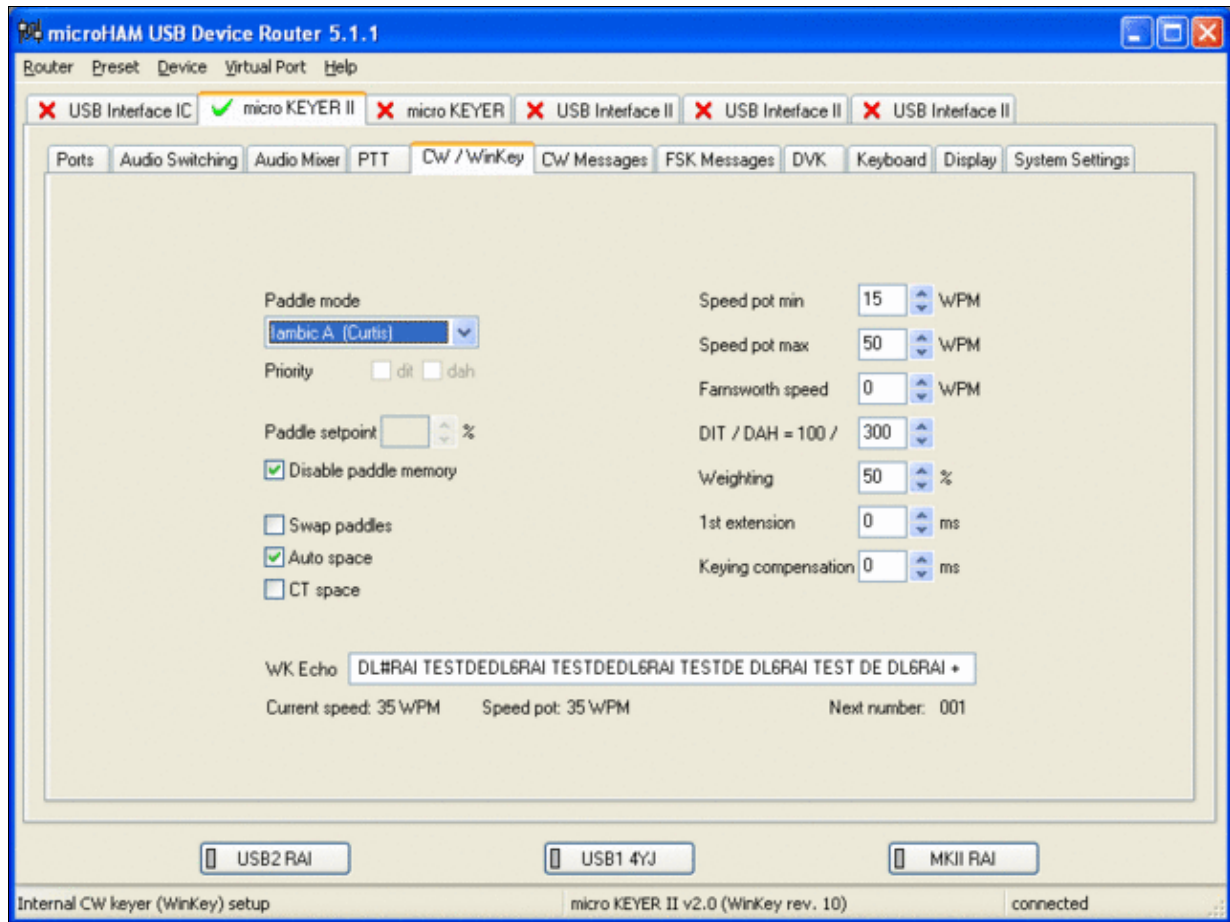 microHAM USB Device Router 5.1.1
Router Preset Device Virtual Port Help
USB Interface IC micro KEYER II micro KEYER USB Interface II USB Interface II USB Interface II
Ports Audio Switching Audio Mixer PTT CW / WinKey CW Messages FSK Messages DVK Keyboard Display System Settings
Paddle mode
Iambic A (Curtis)
Priority dit dah
Paddle setpoint %
Disable paddle memory
Swap paddles
Auto space
CT space
Speed pot min 15 WPM
Speed pot max 50 WPM
Farnsworth speed 0 WPM
DIT / DAH = 100 / 300
Weighting 50 %
1st extension 0 ms
Keying compensation 0 ms
WK Echo DL#RAI TESTDEDL6RAI TESTDEDL6RAI TESTDE DL6RAI TEST DE DL6RAI +
Current speed: 35 WPM Speed pot: 35 WPM Next number: 001
USB2 RAI USB1 4YJ MKII RAI
Internal CW keyer (WinKey) setup micro KEYER II v2.0 (WinKey rev. 10) connected